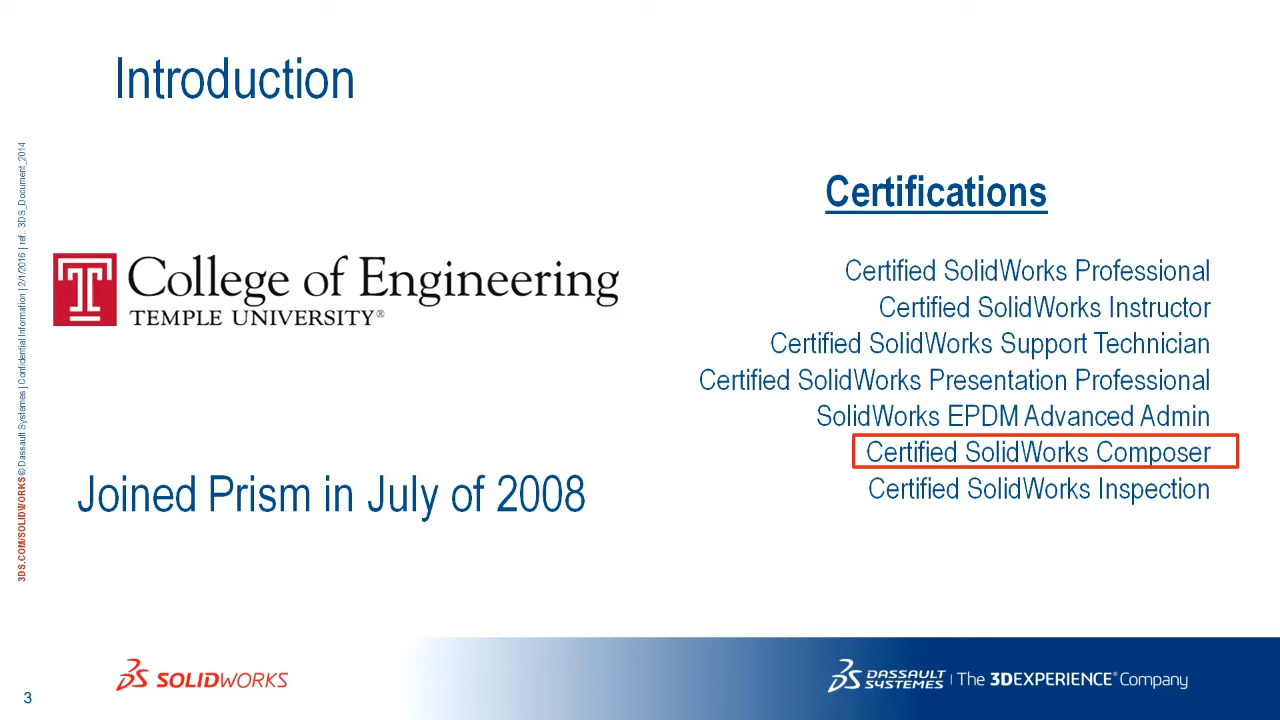 Introduction
Certifications
College of Engineering
TEMPLE UNIVERSITY®
Certified SolidWorks Professional
Certified SolidWorks Instructor
Certified SolidWorks Support Technician
Certified SolidWorks Presentation Professional
SolidWorks EPDM Advanced Admin
Certified SolidWorks Composer
Certified SolidWorks Inspection
Joined Prism in July of 2008
3DS.COM/SOLIDWORKS © Dassault Systèmes | Confidential Information | 2/1/2016 | ref.: 3DS_Document_2014
SOLIDWORKS
DASSAULT SYSTEMES | The 3DEXPERIENCE® Company
3